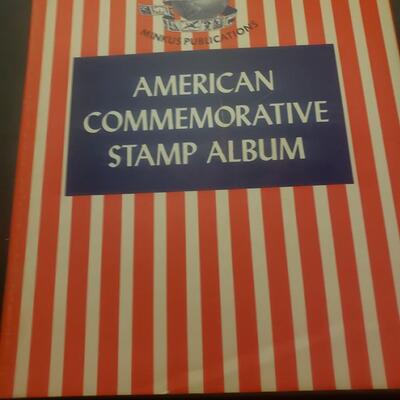 MINKUS PUBLICATIONS
AMERICAN
COMMEMORATIVE
STAMP ALBUM